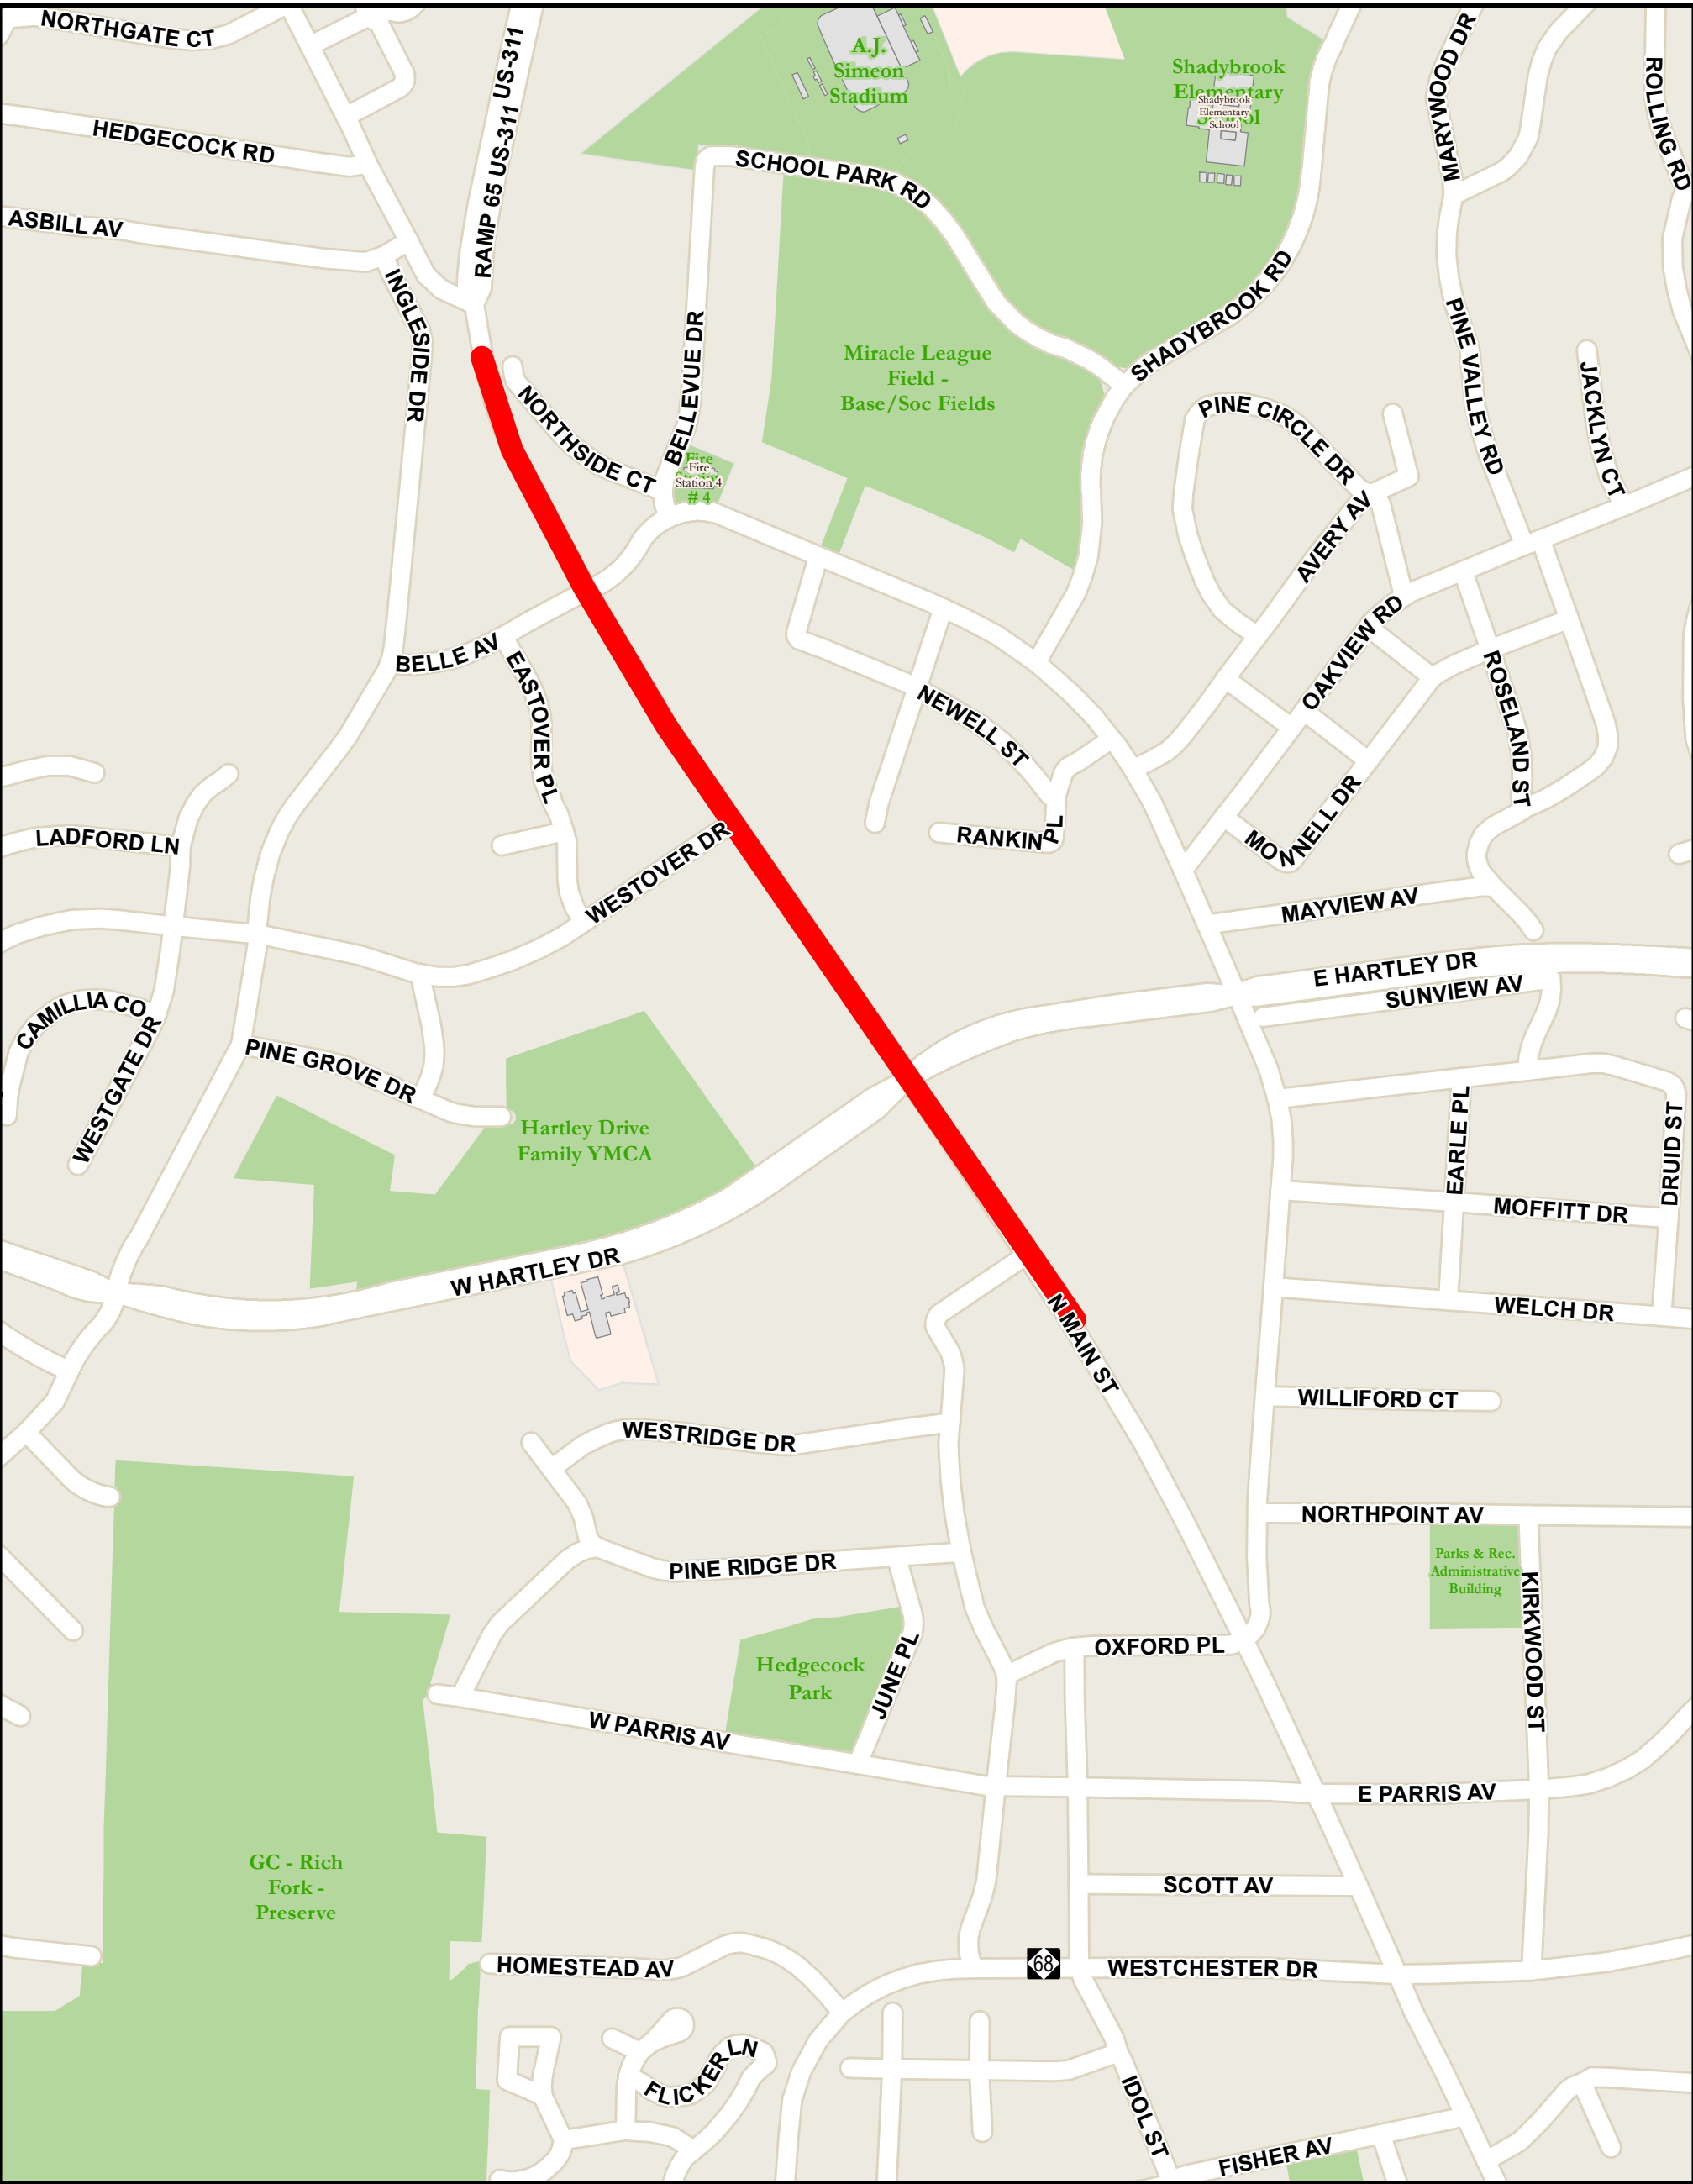 NORTHGATE CT
HEDGECOCK RD
ASBILL AV
RAMP 65 US-311 US-311
A.J.
Simeon
Stadium
Shadybrook
Elementary
School
Shadybrook
Elementary
School
MARYWOOD DR
ROLLING RD
SCHOOL PARK RD
INGLESIDE DR
BELLEVUE DR
SHADYBROOK RD
Miracle League
Field -
Base/Soc Fields
PINE VALLEY RD
JACKLYN CT
NORTHSIDE CT
PINE CIRCLE DR
Fire
Station
# 4
Fire
Station 4
AVERY AV
OAKVIEW RD
BELLE AV
EASTOVER PL
NEWELL ST
ROSELAND ST
RANKIN PL
MONNELL DR
LADFORD LN
WESTOVER DR
MAYVIEW AV
E HARTLEY DR
SUNVIEW AV
CAMILLIA CO
WESTGATE DR
PINE GROVE DR
Hartley Drive
Family YMCA
EARLE PL
DRUID ST
MOFFITT DR
W HARTLEY DR
N MAIN ST
WELCH DR
WILLIFORD CT
WESTRIDGE DR
NORTHPOINT AV
PINE RIDGE DR
Parks & Rec.
Administrative
Building
KIRKWOOD ST
OXFORD PL
Hedgecock
Park
JUNE PL
W PARRIS AV
E PARRIS AV
GC - Rich
Fork -
Preserve
SCOTT AV
HOMESTEAD AV
68
WESTCHESTER DR
FLICKER LN
IDOL ST
FISHER AV